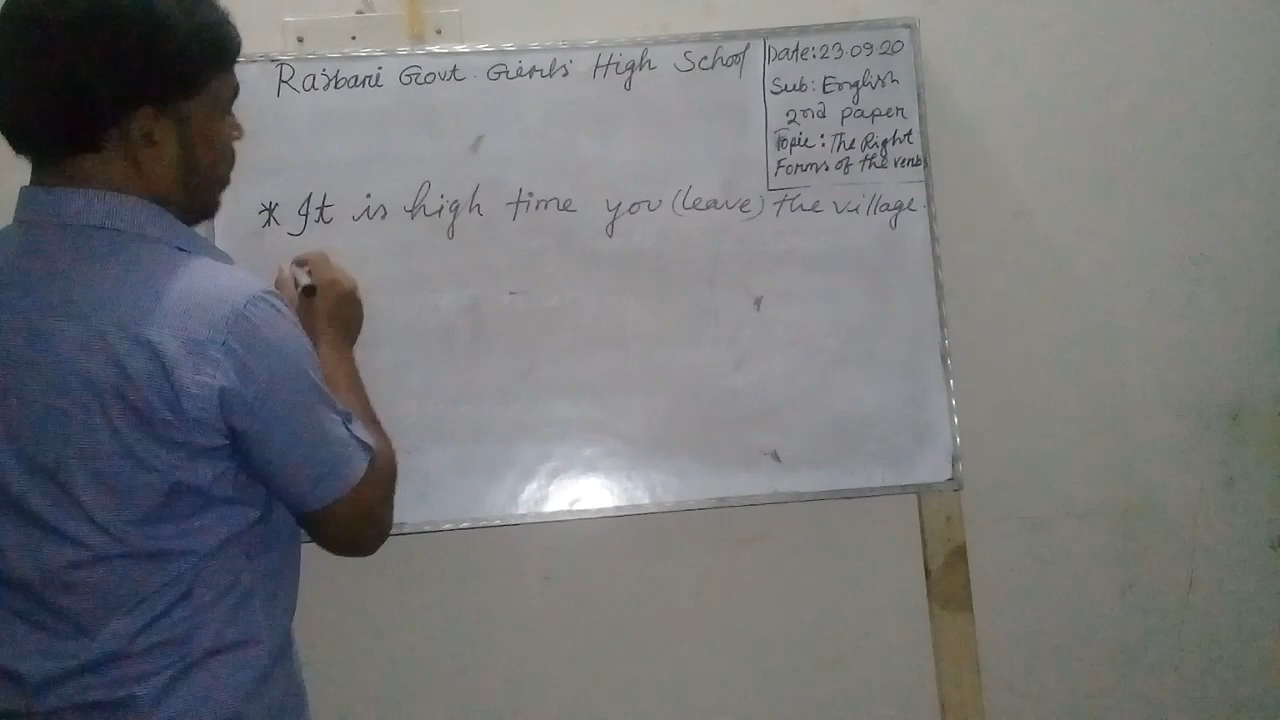 Rajbari Govt. Girls' High School
Date: 23.09.20
Sub: English
2nd paper
Topic: The Right
Forms of the verbs
* It is high time you (leave) the village.